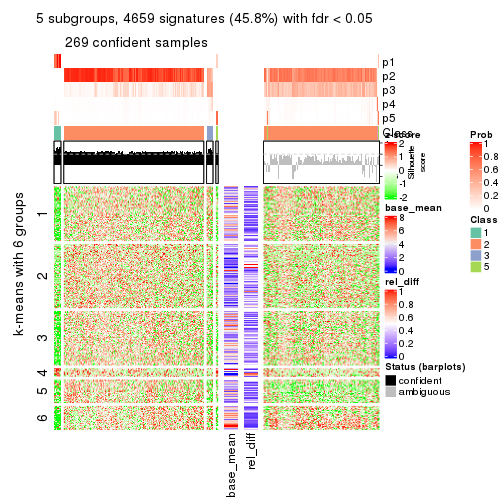 5 subgroups, 4659 signatures (45.8%) with fdr < 0.05
269 confident samples
p1
p2
p3
p4
p5
Class
Silhouette
score
k-means with 6 groups
1
2
3
4
5
6
base_mean
rel_diff
z-score
2
1
0
-1
-2
base_mean
8
6
4
2
0
rel_diff
1
0.8
0.6
0.4
0.2
0
Status (barplots)
confident
ambiguous
Prob
1
0.8
0.6
0.4
0.2
0
Class
1
2
3
5